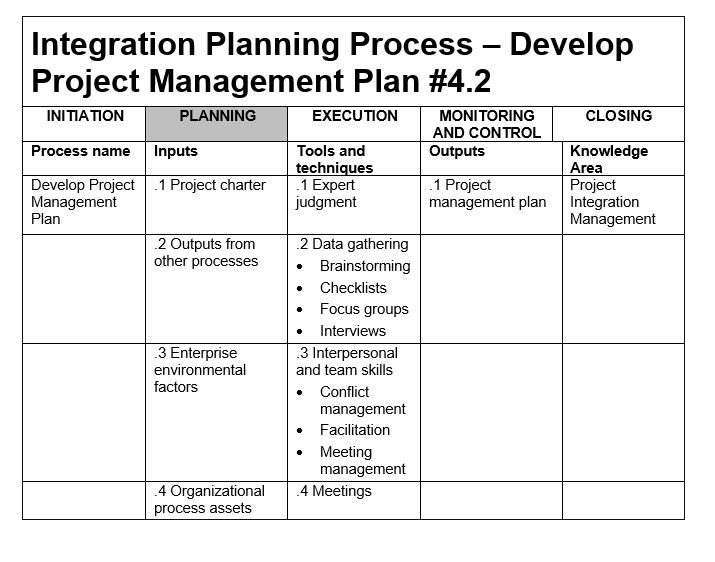 Integration Planning Process – Develop
Project Management Plan #4.2
INITIATION
PLANNING
EXECUTION
MONITORING
AND CONTROL
CLOSING
Process name
Inputs
Tools and
techniques
Outputs
Knowledge
Area
Develop Project
Management
Plan
.1 Project charter
.1 Expert
judgment
.1 Project
management plan
Project
Integration
Management
.2 Outputs from
other processes
.2 Data gathering
• Brainstorming
• Checklists
• Focus groups
• Interviews
.3 Enterprise
environmental
factors
.3 Interpersonal
and team skills
• Conflict
management
• Facilitation
• Meeting
management
.4 Organizational
process assets
.4 Meetings